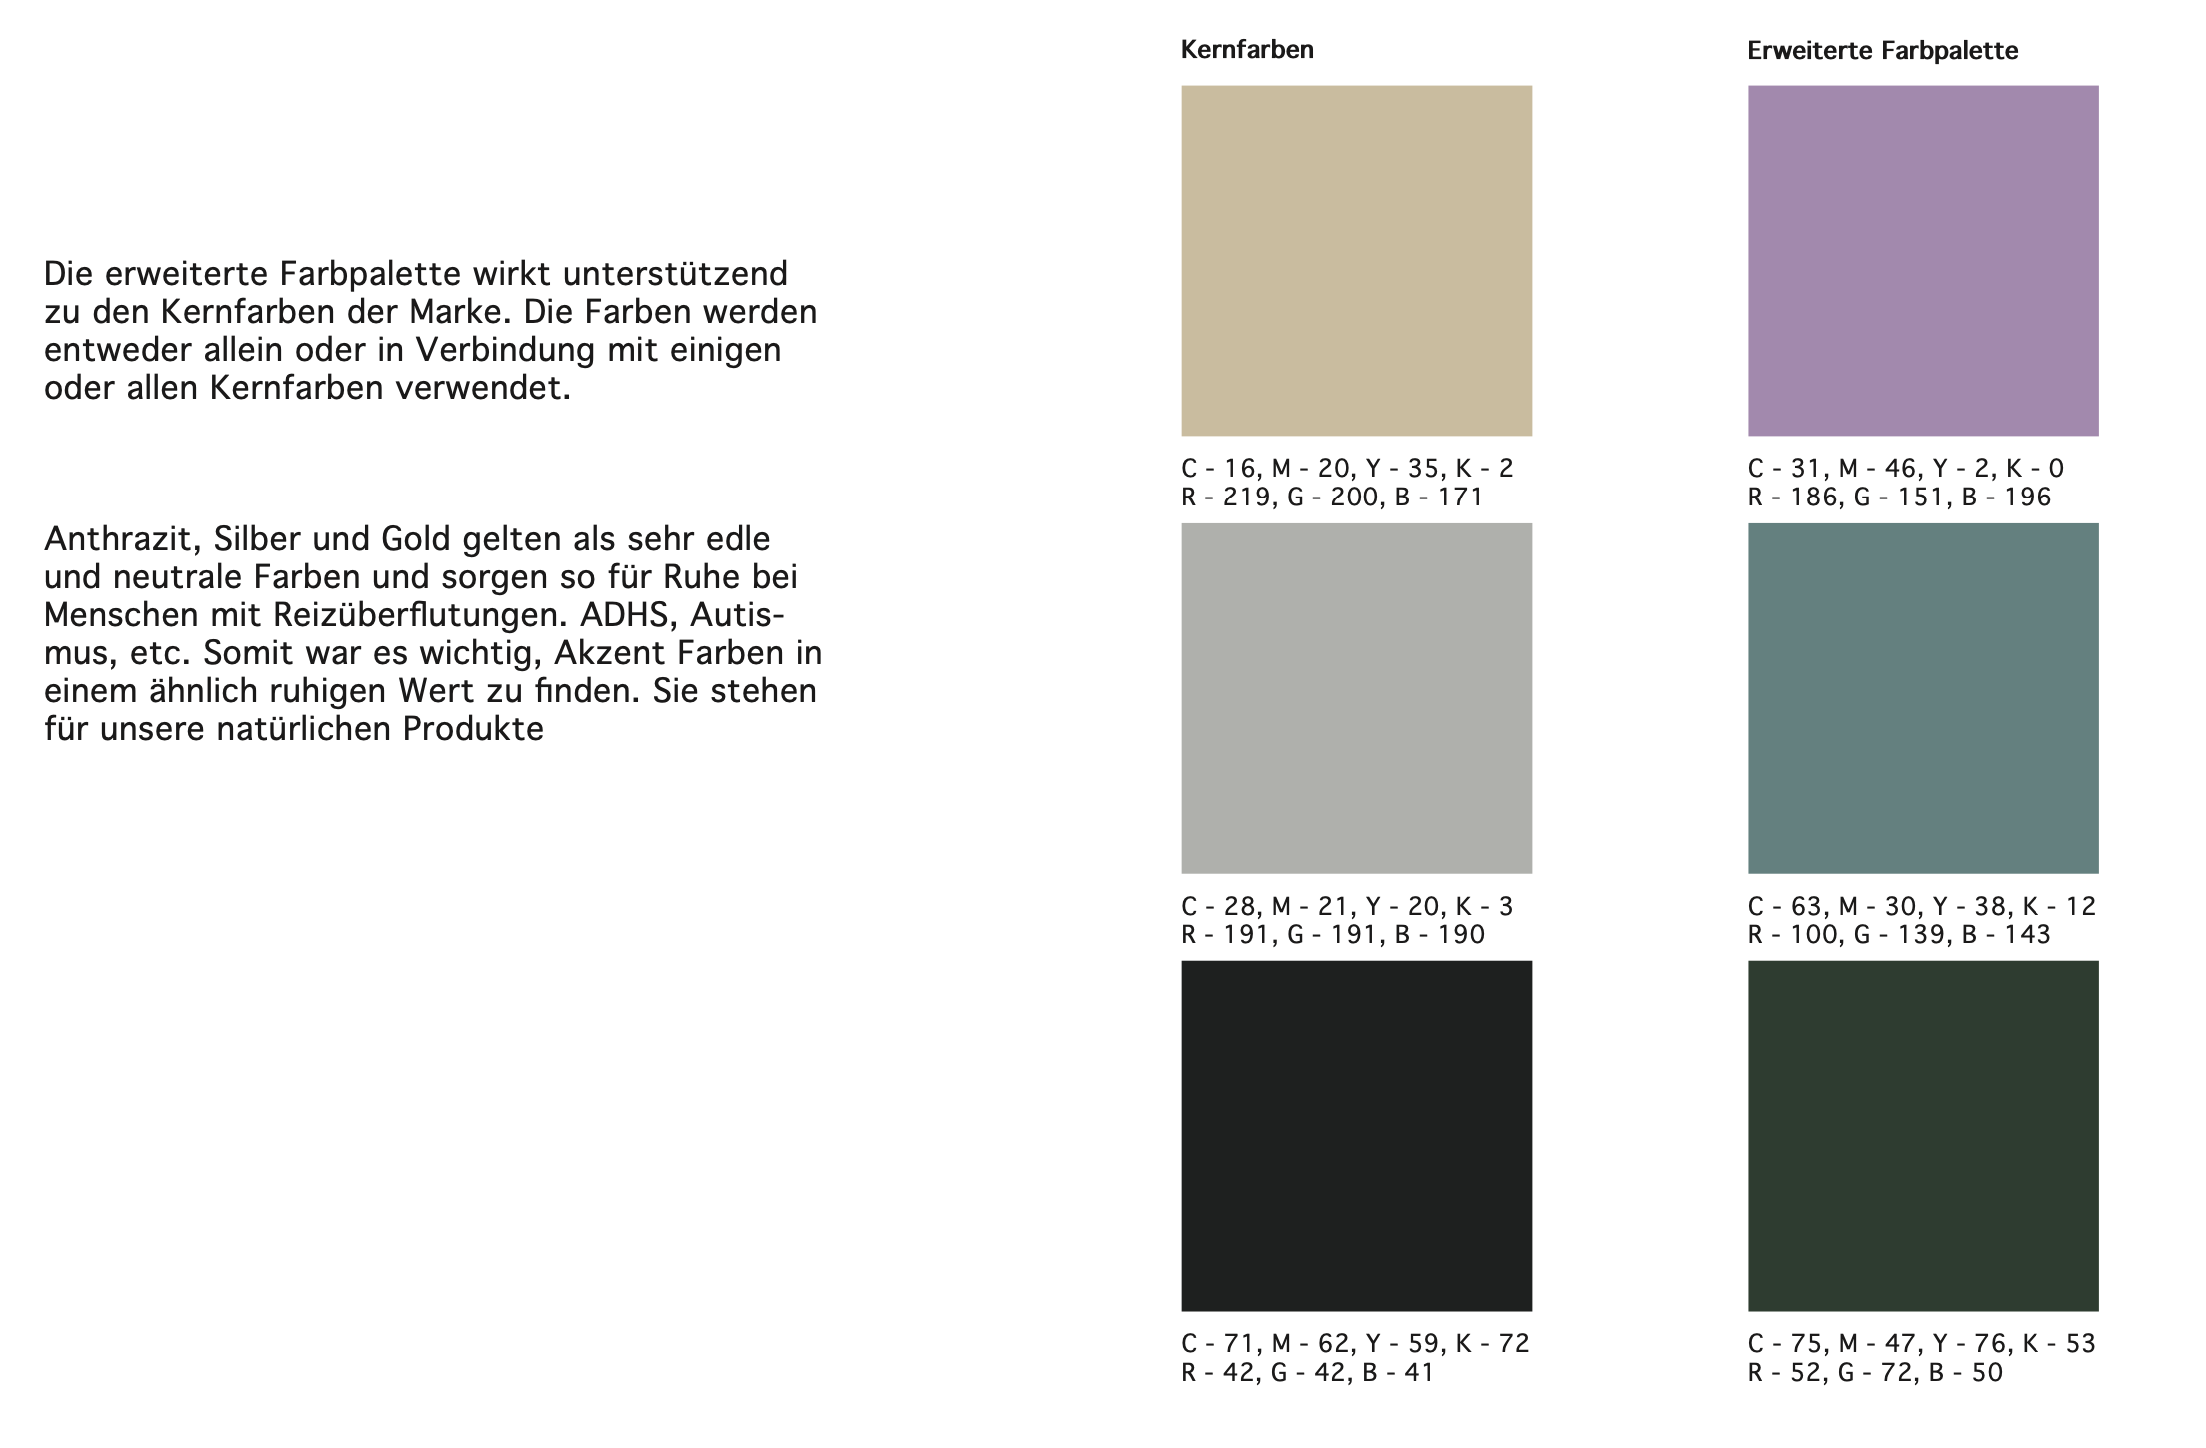 Die erweiterte Farbpalette wirkt unterstützend
zu den Kernfarben der Marke. Die Farben werden
entweder allein oder in Verbindung mit einigen
oder allen Kernfarben verwendet.
Anthrazit, Silber und Gold gelten als sehr edle
und neutrale Farben und sorgen so für Ruhe bei
Menschen mit Reizüberflutungen. ADHS, Autis-
mus, etc. Somit war es wichtig, Akzent Farben in
einem ähnlich ruhigen Wert zu finden. Sie stehen
für unsere natürlichen Produkte
Kernfarben
C - 16, M - 20, Y - 35, K - 2
R - 219, G - 200, B - 171
C - 28, M - 21, Y - 20, K - 3
R - 191, G - 191, B - 190
C - 71, M - 62, Y - 59, K - 72
R - 42, G - 42, B - 41
Erweiterte Farbpalette
C - 31, M - 46, Y - 2, K - 0
R - 186, G - 151, B - 196
C - 63, M - 30, Y - 38, K - 12
R - 100, G - 139, B - 143
C - 75, M - 47, Y - 76, K - 53
R - 52, G - 72, B - 50